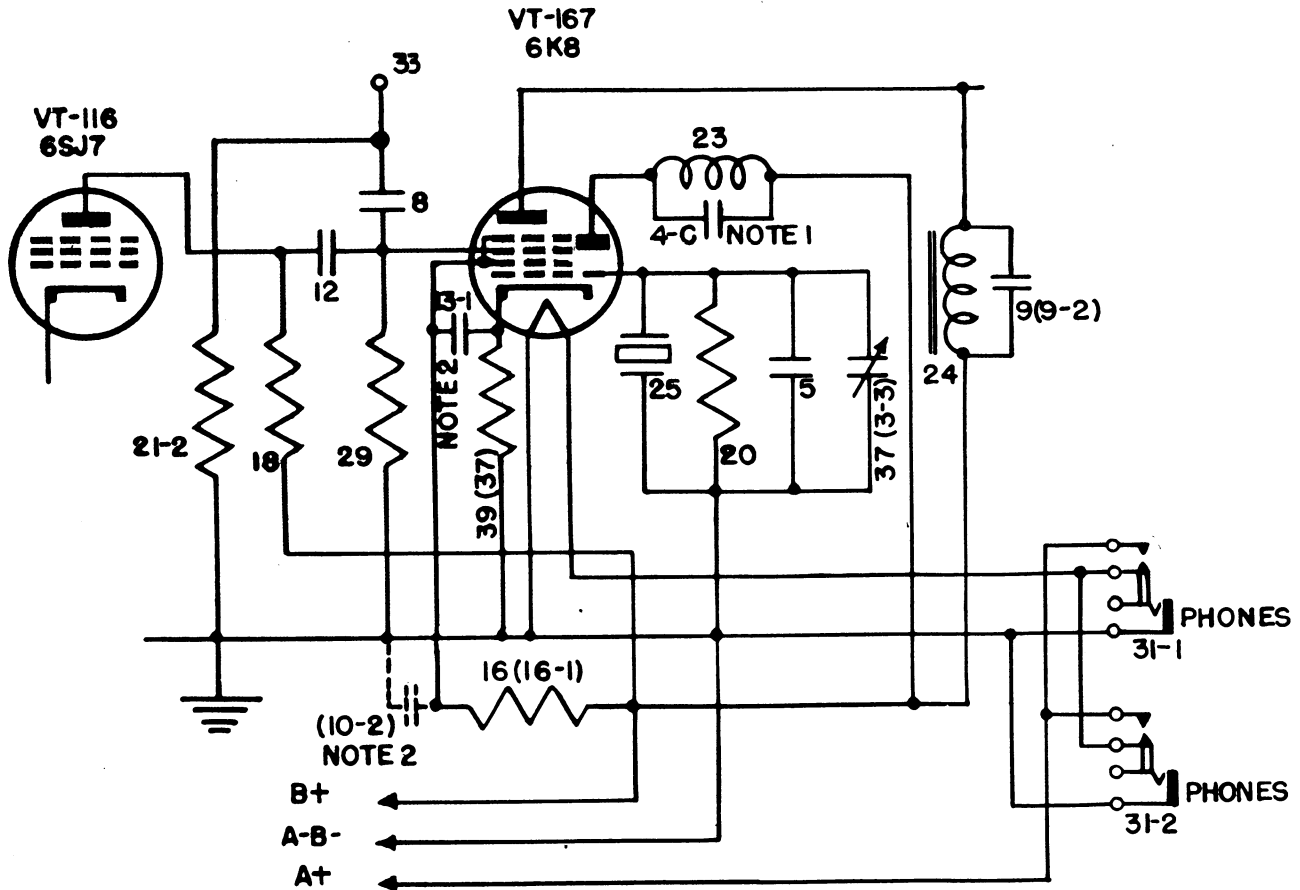 VT-167
6K8
33
VT-116
6SJ7
23
8
4-C NOTE 1
12
3-1
9(9-2)
NOTE 2
25
5
24
37 (3-3)
21-2
18
29
20
39 (37)
PHONES
31-1
16(16-1)
(10-2)
NOTE 2
PHONES
31-2
B+
A-B-
A+